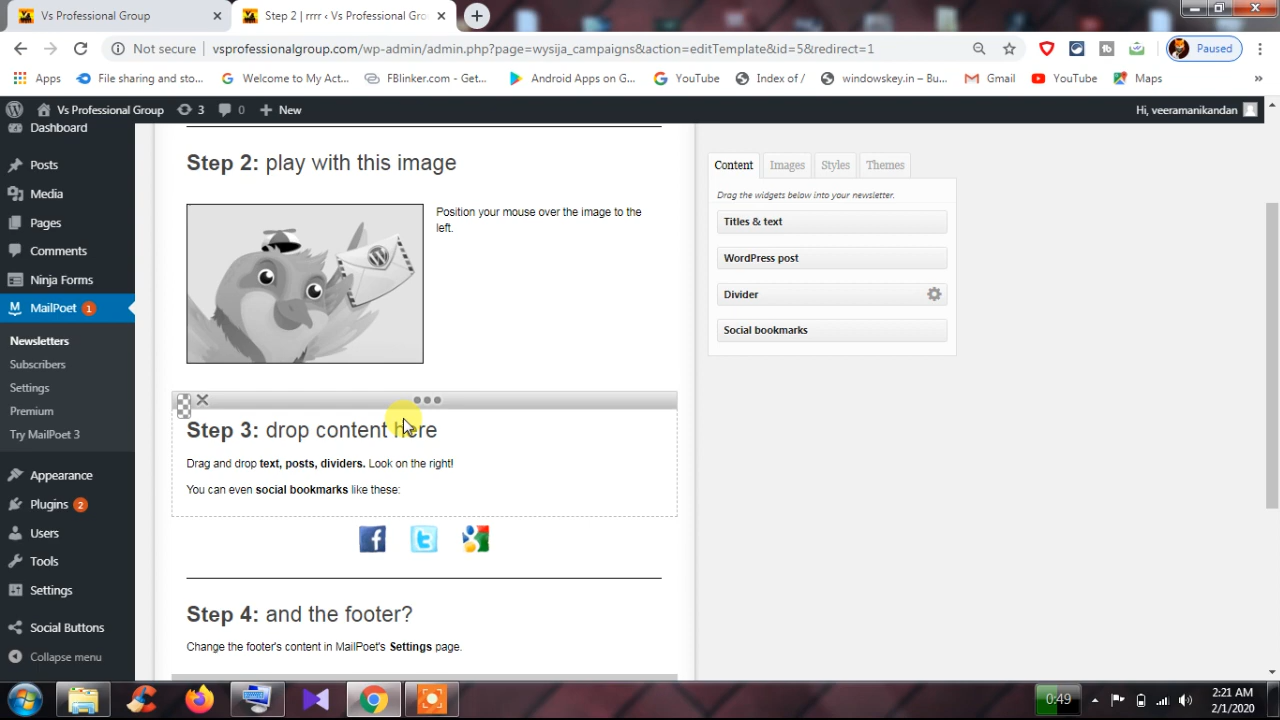 Vs Professional Group
Step 2 | rrrr ‹ Vs Professional Gro
Not secure
vsprofessionalgroup.com/wp-admin/admin.php?page=wysija_campaigns&action=editTemplate&id=5&redirect=1
Paused
Apps
File sharing and sto...
Welcome to My Act...
FBlinker.com - Get...
Android Apps on G...
YouTube
Index of /
windowskey.in – Bu...
Gmail
YouTube
Maps
»
Vs Professional Group
3
0
New
Hi, veeramanikandan
Dashboard
Posts
Media
Pages
Comments
Ninja Forms
MailPoet 1
Newsletters
Subscribers
Settings
Premium
Try MailPoet 3
Appearance
Plugins 2
Users
Tools
Settings
Social Buttons
Collapse menu
Step 2: play with this image
Position your mouse over the image to the
left.
Step 3: drop content here
Drag and drop text, posts, dividers. Look on the right!
You can even social bookmarks like these:
Step 4: and the footer?
Change the footer's content in MailPoet's Settings page.
Content
Images
Styles
Themes
Drag the widgets below into your newsletter.
Titles & text
WordPress post
Divider
Social bookmarks
0:49
2:21 AM
2/1/2020